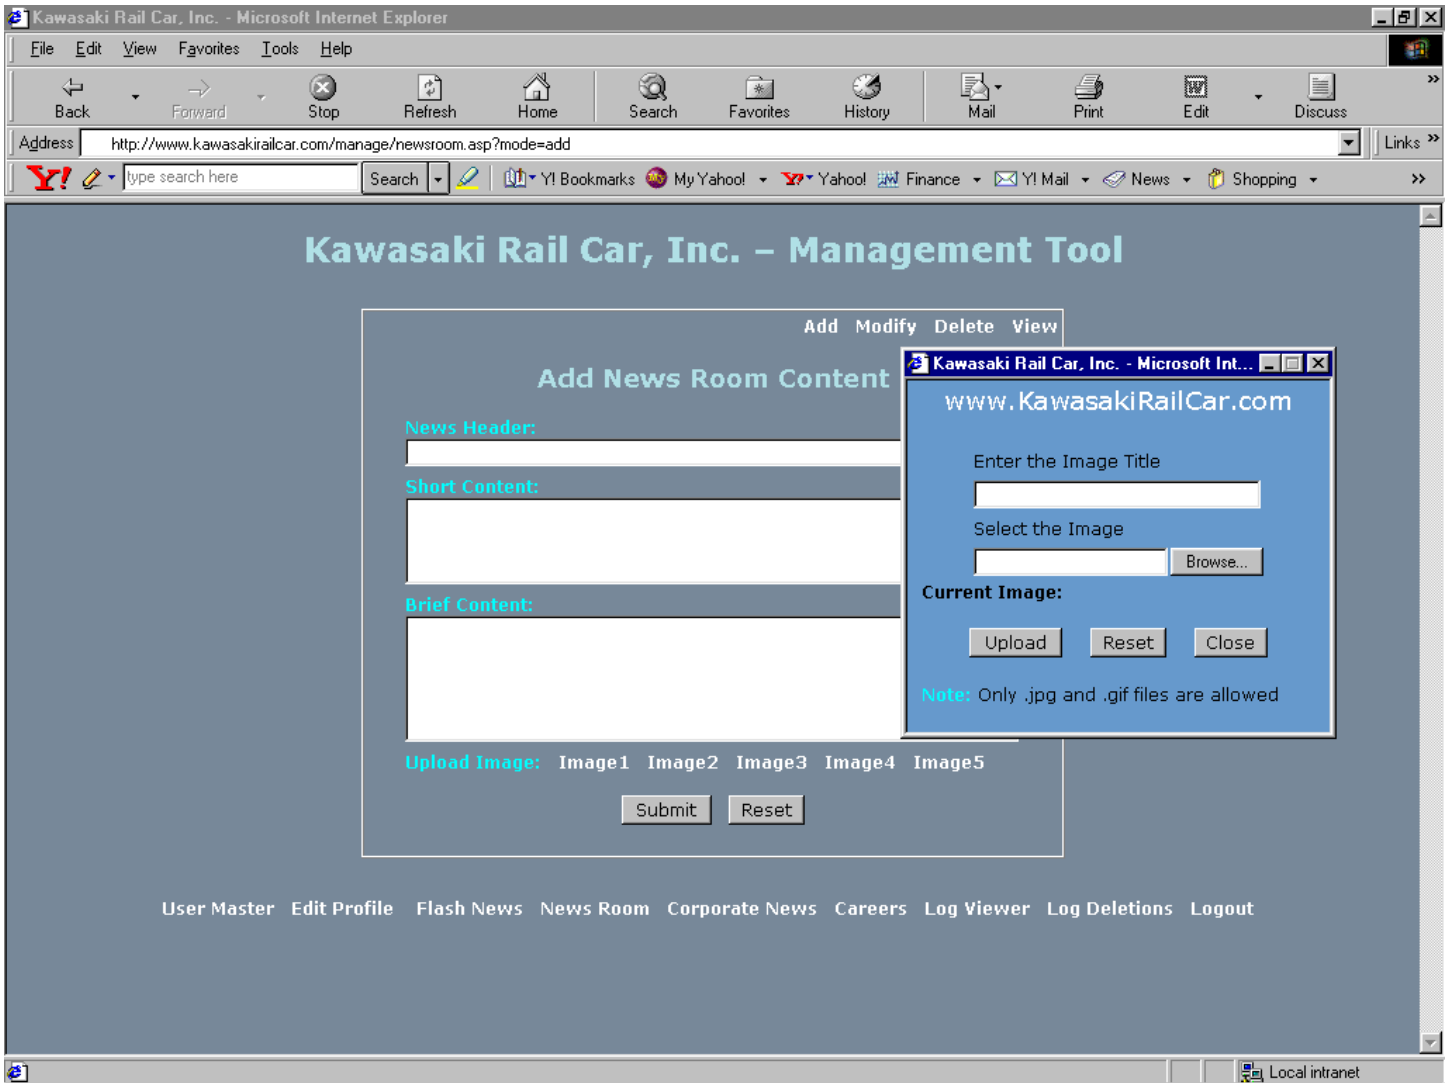 Kawasaki Rail Car, Inc. - Microsoft Internet Explorer
File Edit View Favorites Tools Help
Back Forward Stop Refresh Home Search Favorites History Mail Print Edit Discuss »
Address http://www.kawasakirailcar.com/manage/newsroom.asp?mode=add Links »
Y! type search here Search Y! Bookmarks My Yahoo! Yahoo! Finance Y! Mail News Shopping »
Kawasaki Rail Car, Inc. – Management Tool
Add Modify Delete View
Add News Room Content
News Header:
Short Content:
Brief Content:
Upload Image: Image1 Image2 Image3 Image4 Image5
Submit Reset
Kawasaki Rail Car, Inc. - Microsoft Int...
www.KawasakiRailCar.com
Enter the Image Title
Select the Image
Browse...
Current Image:
Upload Reset Close
Note: Only .jpg and .gif files are allowed
User Master Edit Profile Flash News News Room Corporate News Careers Log Viewer Log Deletions Logout
Local intranet